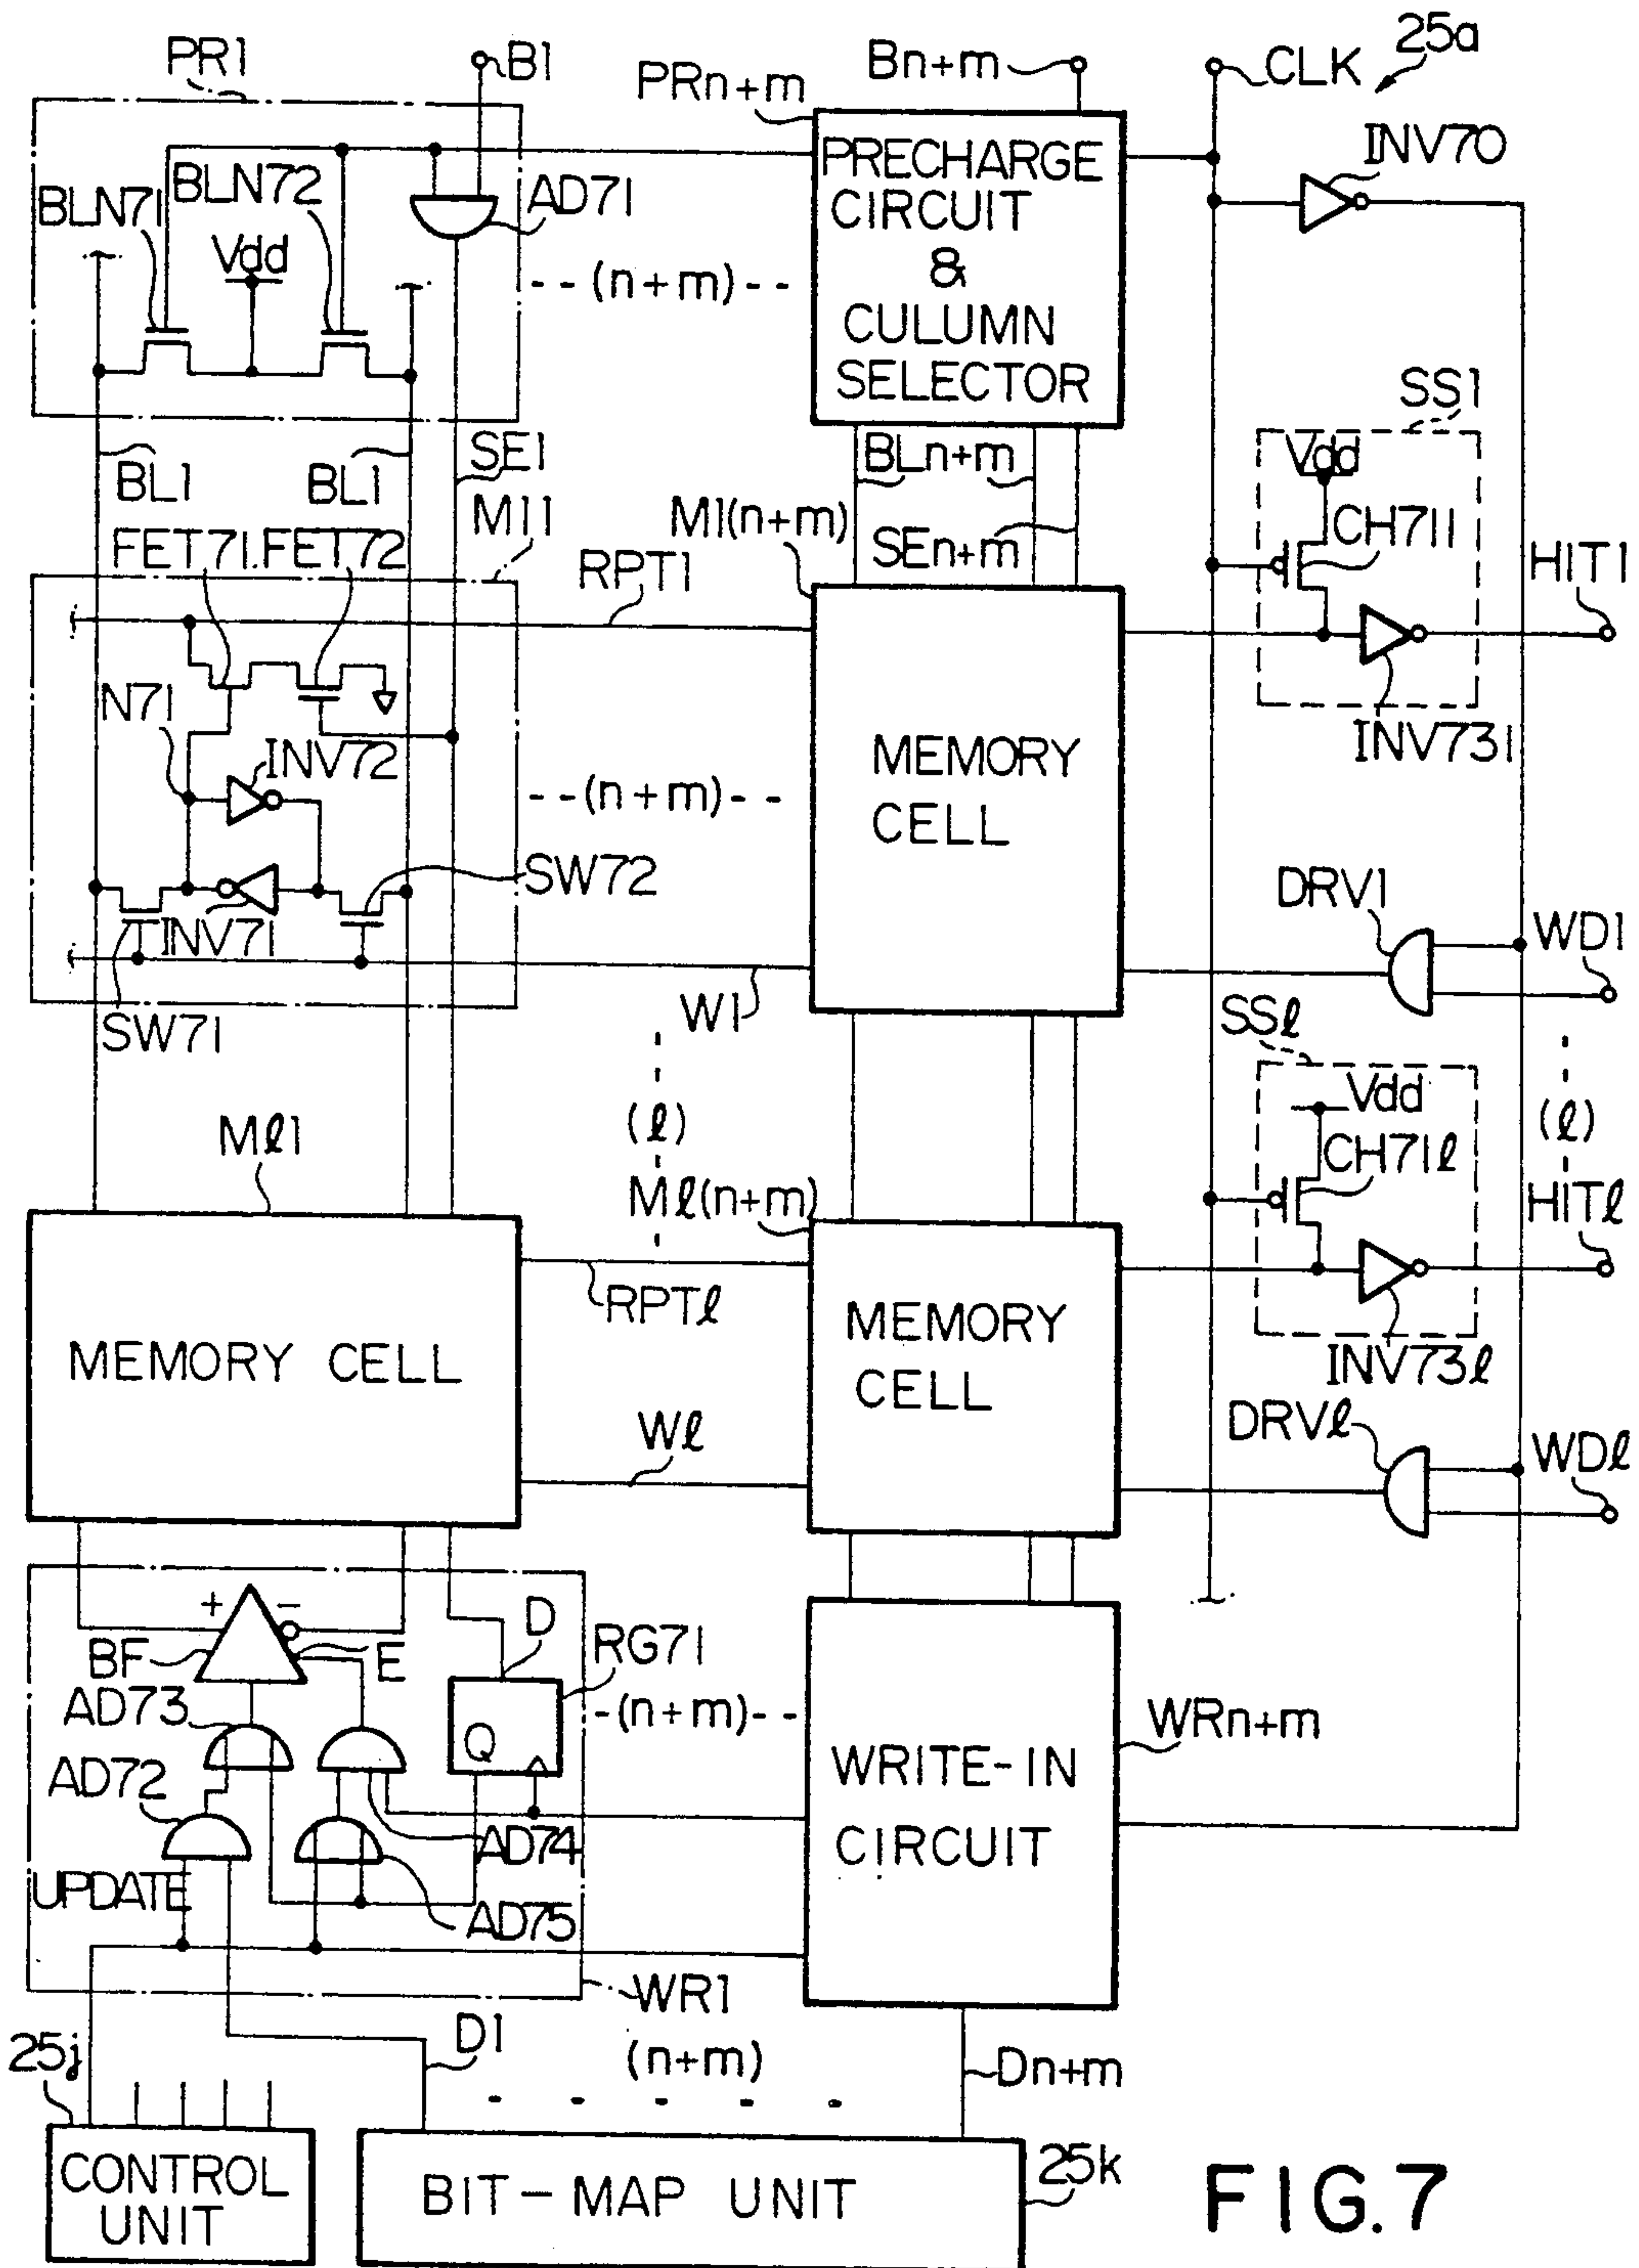 25a
PR1
B1
PRn+m
Bn+m
CLK
INV70
BLN71
BLN72
AD71
Vdd
--(n+m)--
PRECHARGE
CIRCUIT
&
CULUMN
SELECTOR
SS1
Vdd
CH711
INV731
HIT1
BL1
BL1
SE1
M11
M1(n+m)
BLn+m
SEn+m
FET71.FET72
RPT1
N71
INV72
--(n+m)--
MEMORY
CELL
SW72
INV71
SW71
W1
DRV1
WD1
SSℓ
Vdd
CH71ℓ
(ℓ)
HITℓ
INV73ℓ
(ℓ)
Mℓ1
Mℓ(n+m)
RPTℓ
MEMORY CELL
MEMORY
CELL
Wℓ
DRVℓ
WDℓ
+
-
BF
E
D
RG71
AD73
Q
-(n+m)--
WRn+m
AD72
WRITE-IN
CIRCUIT
AD74
UPDATE
AD75
WR1
(n+m)
25j
D1
Dn+m
CONTROL
UNIT
BIT-MAP UNIT
25k
FIG.7